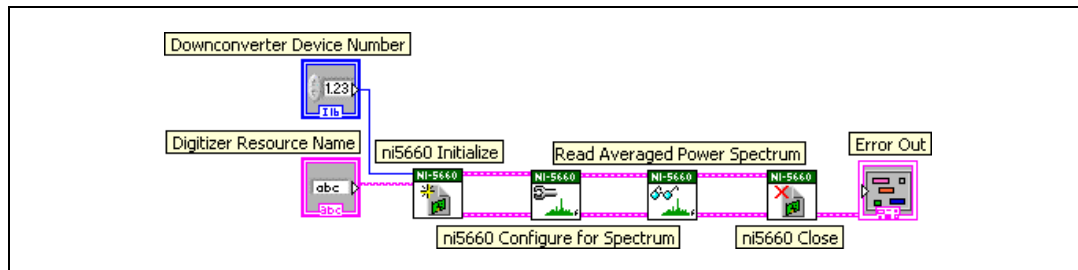 Downconverter Device Number
1.23
I16
Digitizer Resource Name
abc
abc
ni5660 Initialize
NI-5660
ni5660 Configure for Spectrum
NI-5660
Read Averaged Power Spectrum
NI-5660
ni5660 Close
NI-5660
Error Out